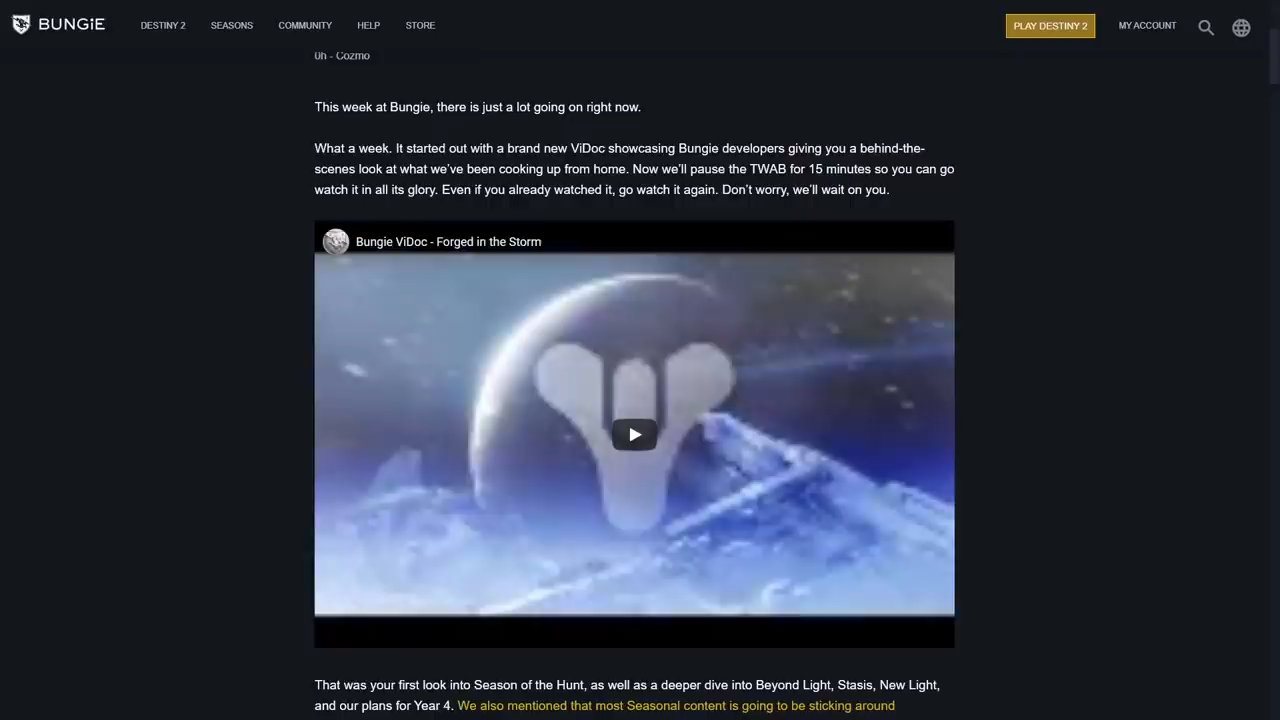 BUNGiE
DESTINY 2
SEASONS
COMMUNITY
HELP
STORE
PLAY DESTINY 2
MY ACCOUNT
0h - Cozmo
This week at Bungie, there is just a lot going on right now.
What a week. It started out with a brand new ViDoc showcasing Bungie developers giving you a behind-the-
scenes look at what we’ve been cooking up from home. Now we’ll pause the TWAB for 15 minutes so you can go
watch it in all its glory. Even if you already watched it, go watch it again. Don’t worry, we’ll wait on you.
Bungie ViDoc - Forged in the Storm
That was your first look into Season of the Hunt, as well as a deeper dive into Beyond Light, Stasis, New Light,
and our plans for Year 4. We also mentioned that most Seasonal content is going to be sticking around